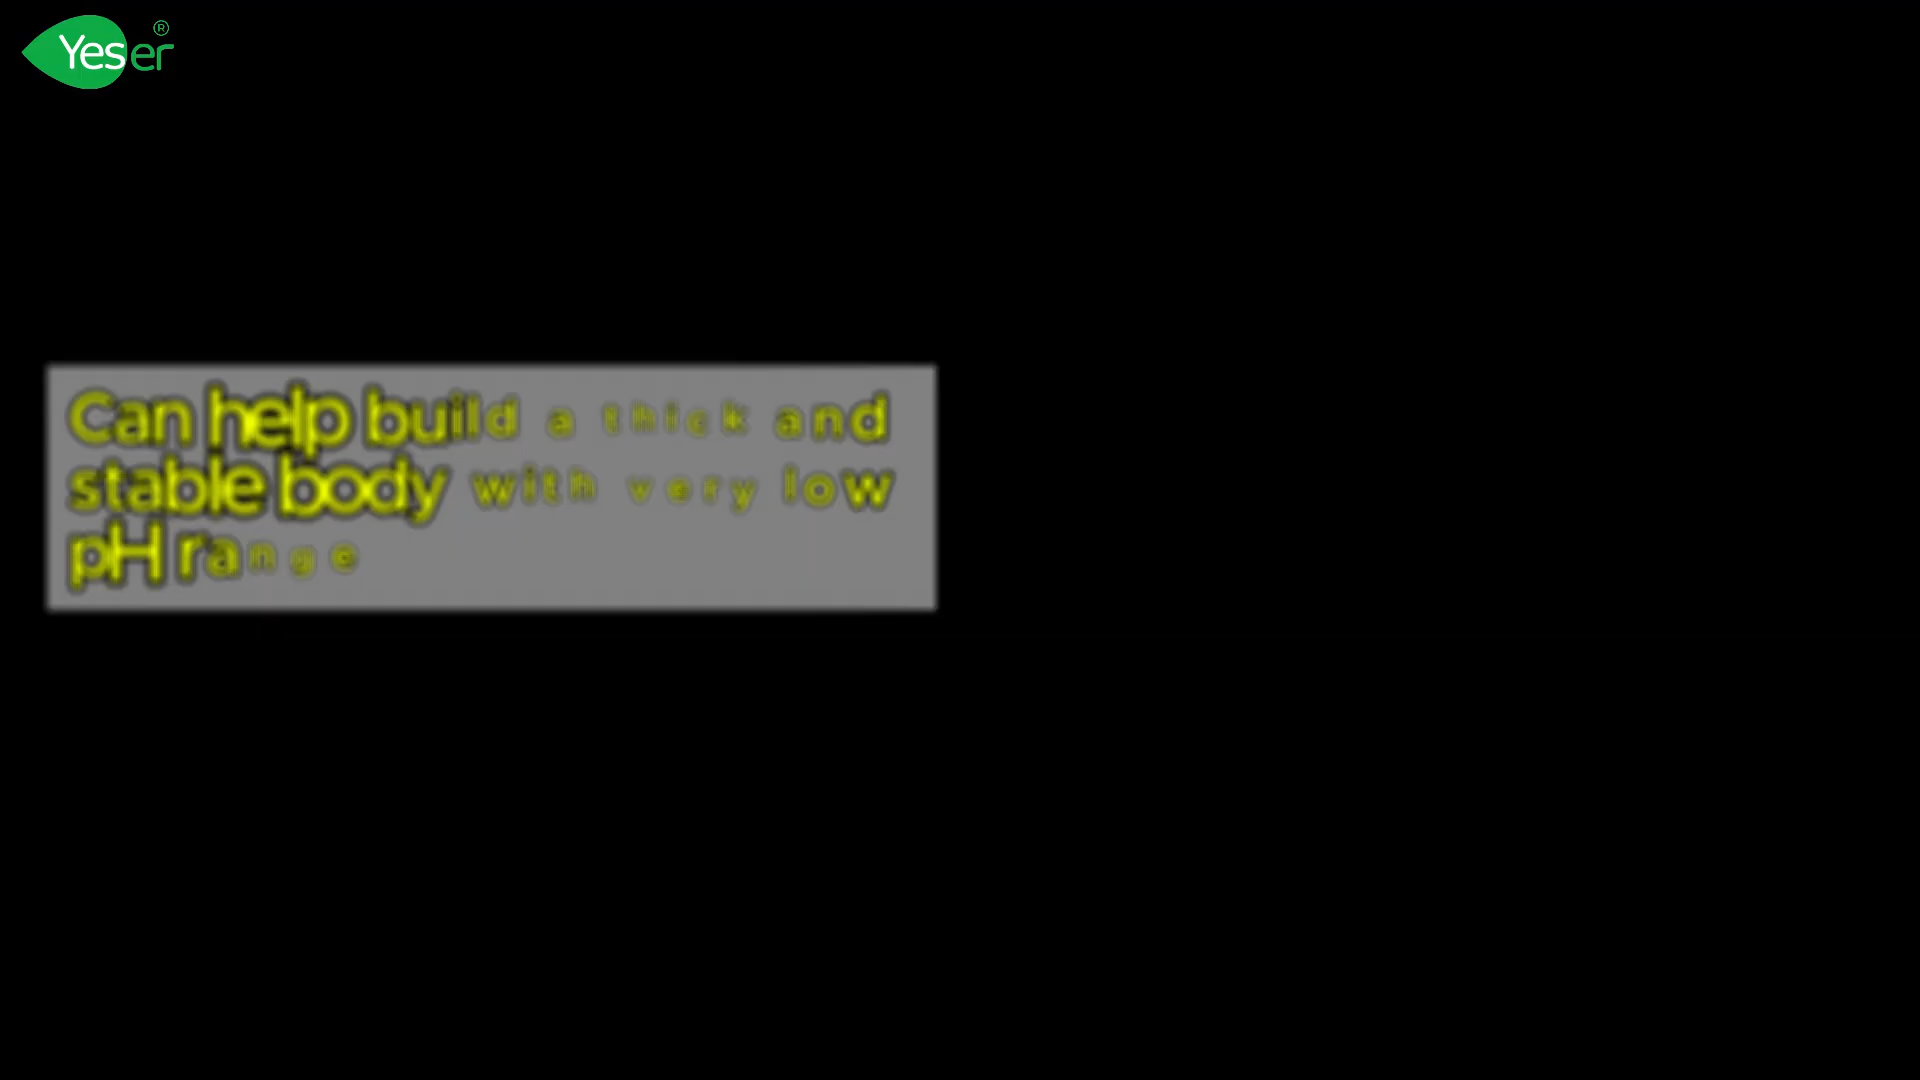 Yeser®
Can help build a thick and
stable body with very low
pH range